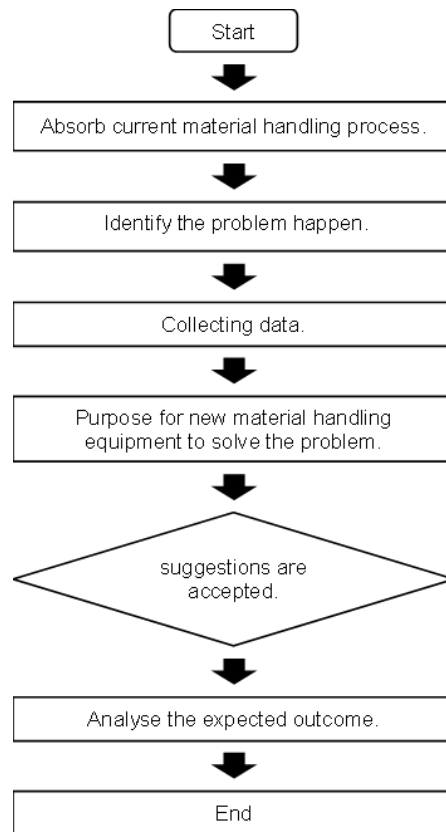 Start
Absorb current material handling process.
Identify the problem happen.
Collecting data.
Purpose for new material handling
equipment to solve the problem.
suggestions are
accepted.
Analyse the expected outcome.
End